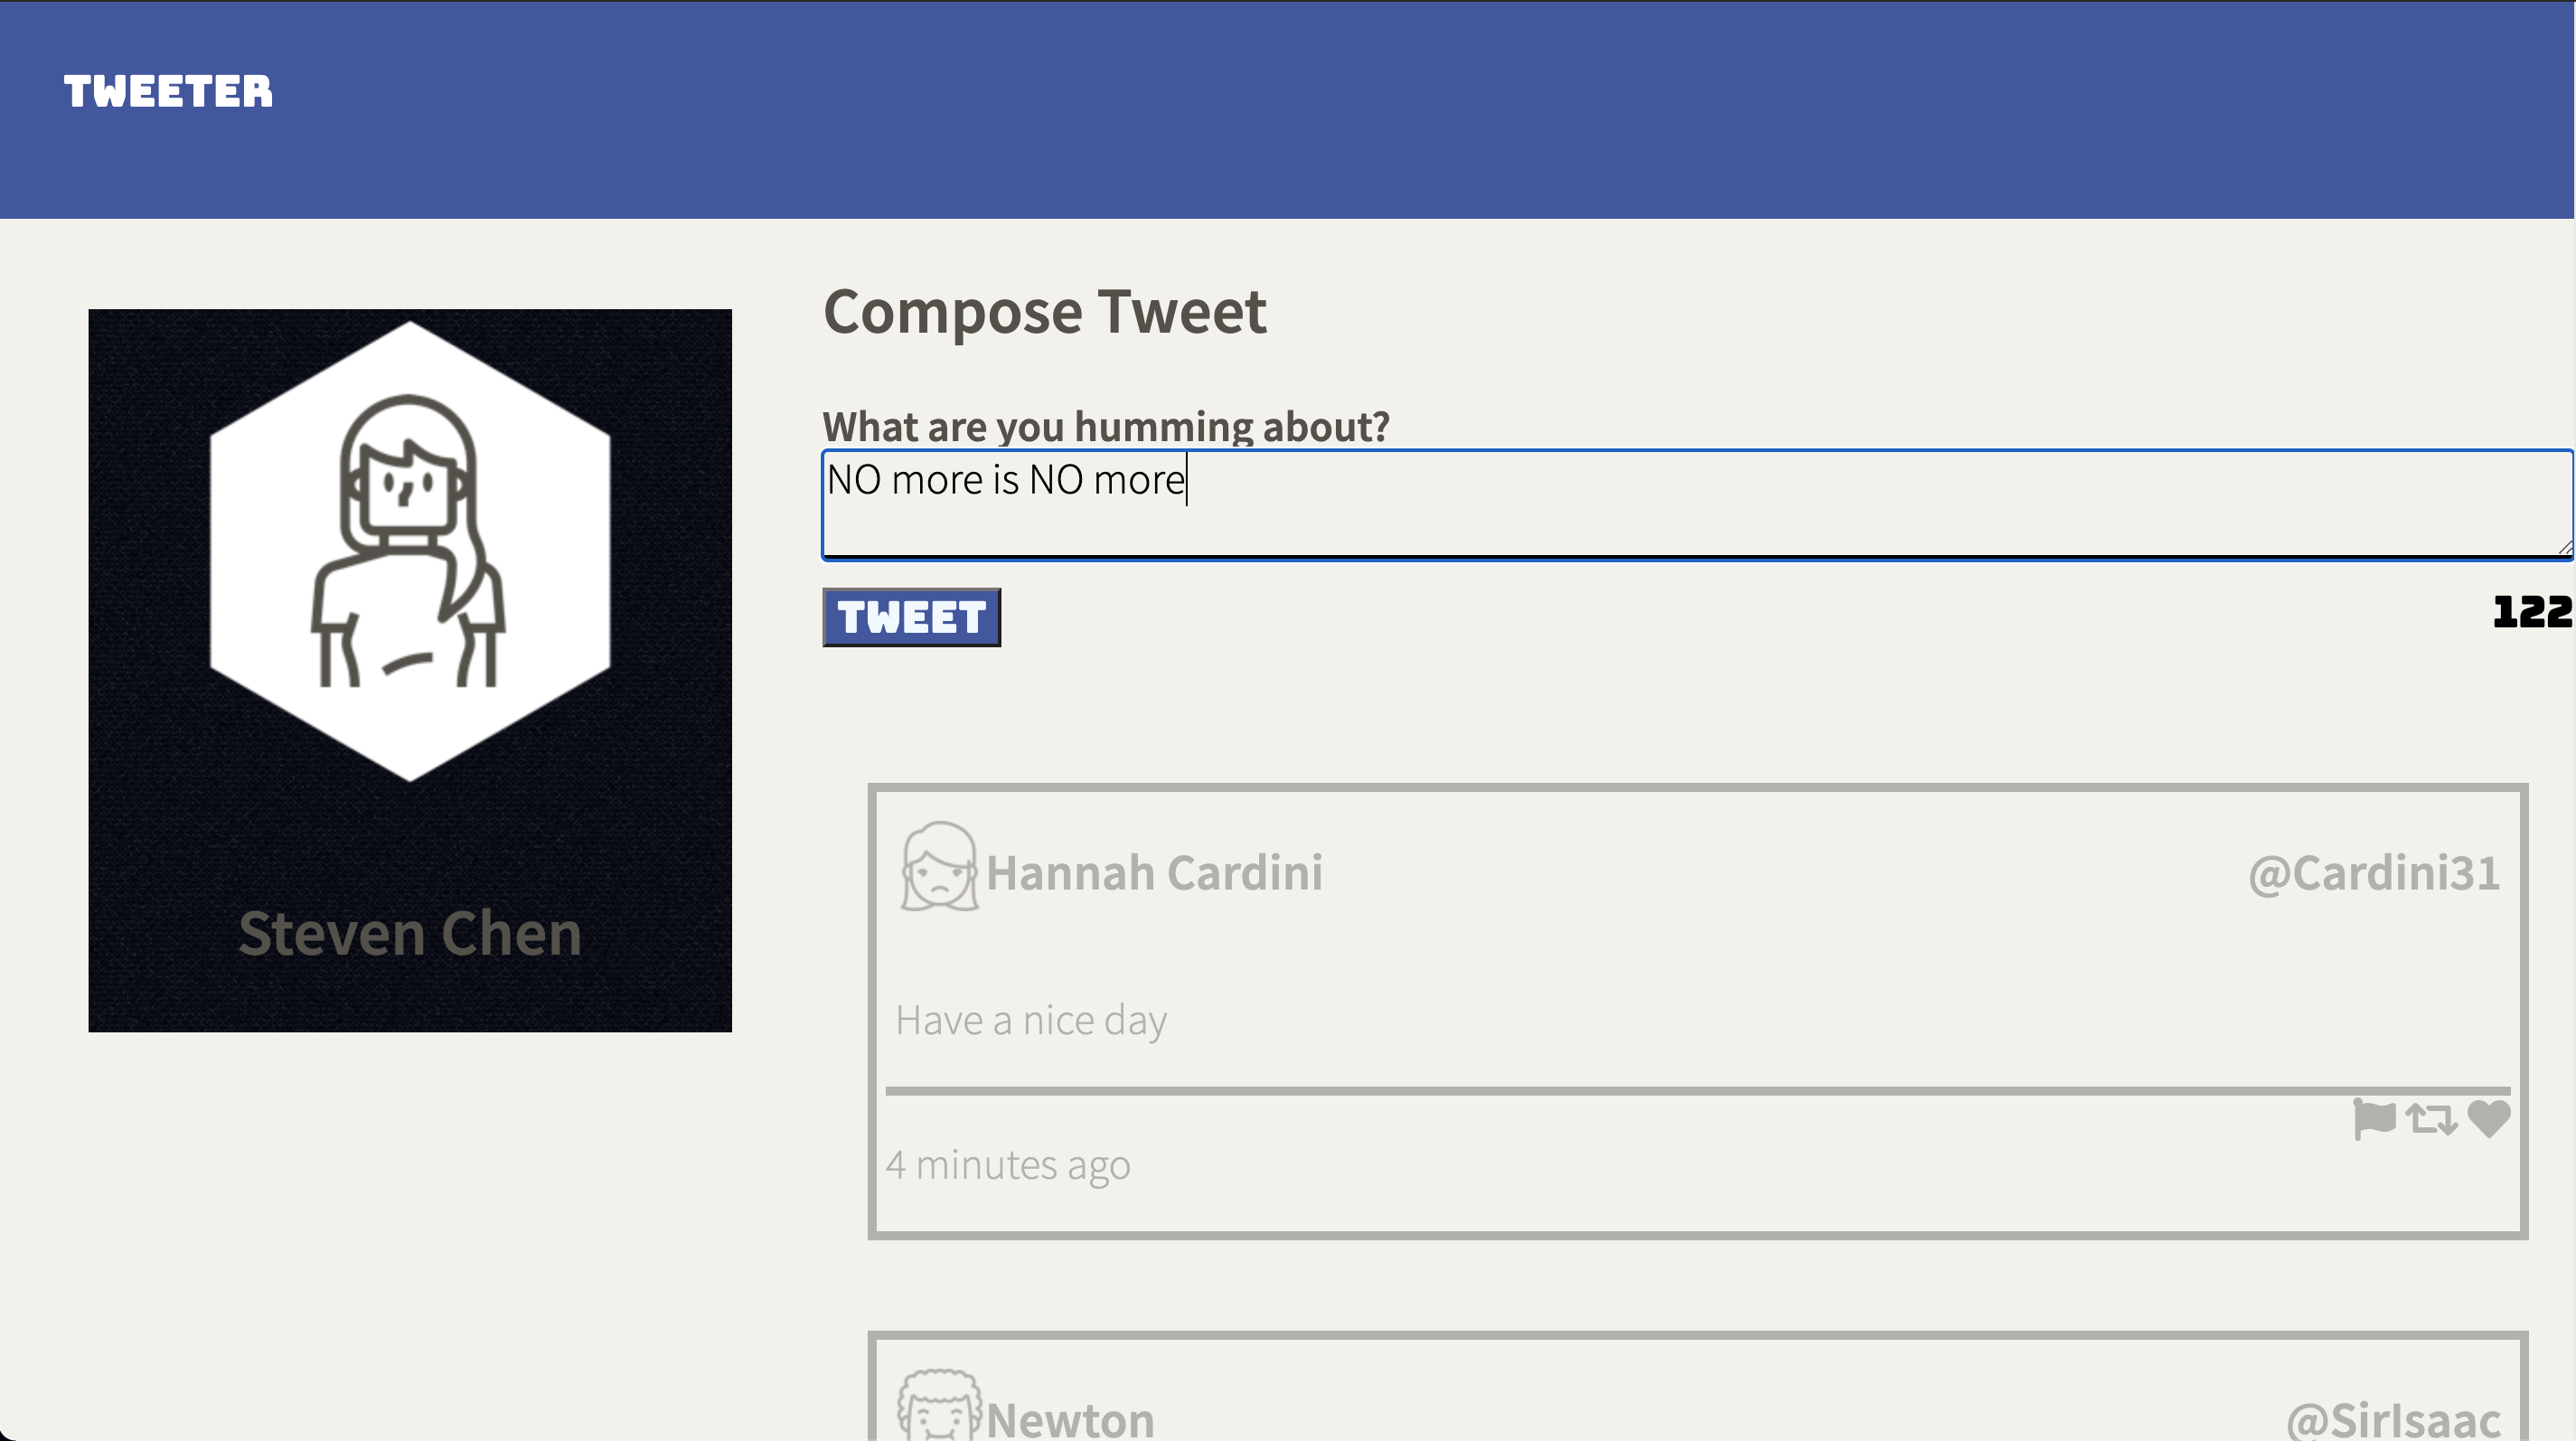 TWEETER
Steven Chen
Compose Tweet
What are you humming about?
NO more is NO more
TWEET
122
Hannah Cardini
@Cardini31
Have a nice day
4 minutes ago
Newton
@SirIsaac